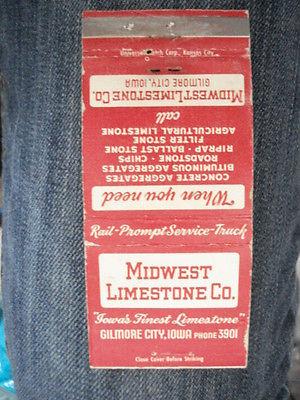 Universal Match Corp., Kansas City
When you need
CONCRETE AGGREGATES
BITUMINOUS AGGREGATES
ROADSTONE - CHIPS
RIPRAP - BALLAST STONE
FILTER STONE
AGRICULTURAL LIMESTONE
call
MIDWEST LIMESTONE CO.
GILMORE CITY, IOWA
Rail-Prompt Service-Truck
MIDWEST
LIMESTONE CO.
"Iowa's Finest Limestone"
GILMORE CITY, IOWA PHONE 3901
Close Cover Before Striking